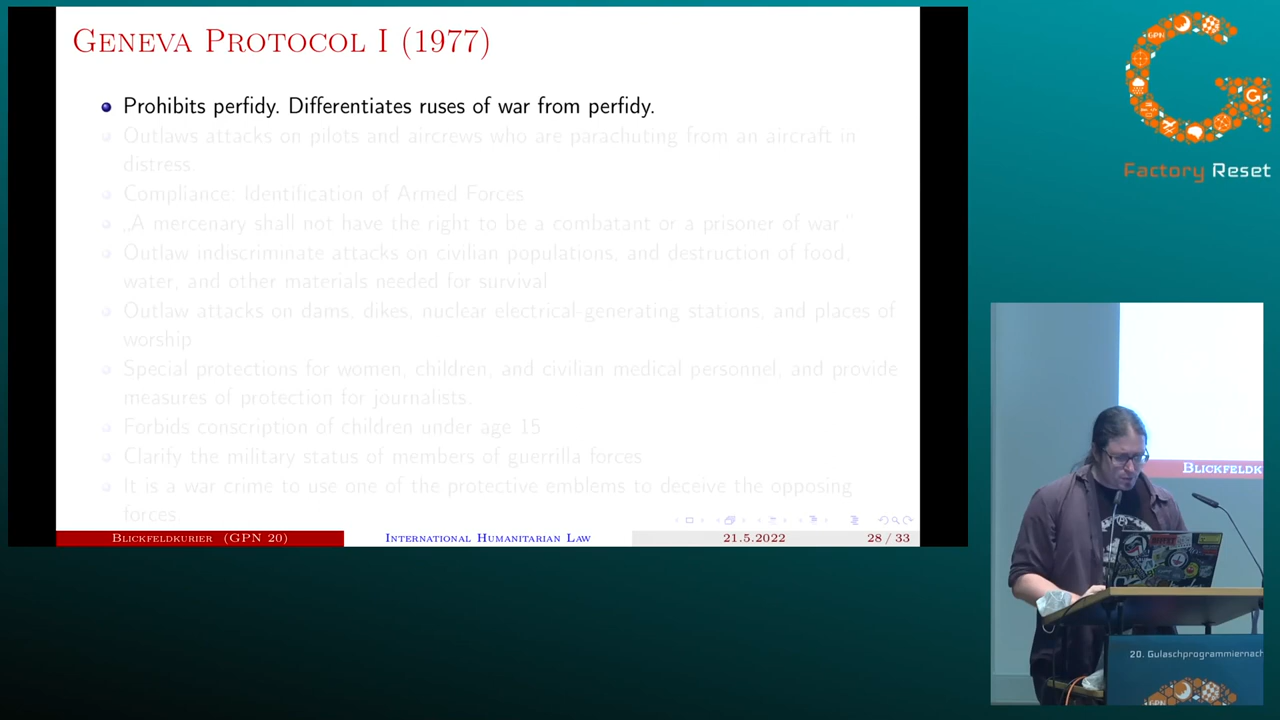 GENEVA PROTOCOL I (1977)
Prohibits perfidy. Differentiates ruses of war from perfidy.
Outlaws attacks on pilots and aircrews who are parachuting from an aircraft in
distress.
Compliance: Identification of Armed Forces
„A mercenary shall not have the right to be a combatant or a prisoner of war“
Outlaw indiscriminate attacks on civilian populations, and destruction of food,
water, and other materials needed for survival
Outlaw attacks on dams, dikes, nuclear electrical-generating stations, and places of
worship
Special protections for women, children, and civilian medical personnel, and provide
measures of protection for journalists.
Forbids conscription of children under age 15
Clarify the military status of members of guerrilla forces
It is a war crime to use one of the protective emblems to deceive the opposing
forces
BLICKFELDKURIER (GPN 20)
INTERNATIONAL HUMANITARIAN LAW
21.5.2022
28 / 33
Factory Reset
BLICKFELDK
20. Gulaschprogrammiernach